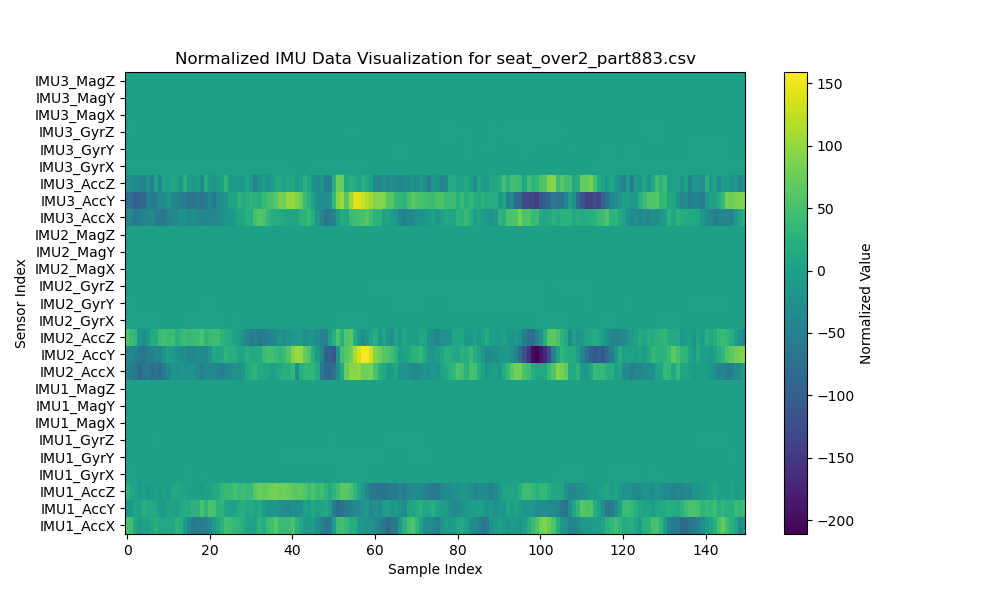 Normalized IMU Data Visualization for seat_over2_part883.csv
IMU3_MagZ
IMU3_MagY
IMU3_MagX
IMU3_GyrZ
IMU3_GyrY
IMU3_GyrX
IMU3_AccZ
IMU3_AccY
IMU3_AccX
IMU2_MagZ
IMU2_MagY
IMU2_MagX
IMU2_GyrZ
IMU2_GyrY
IMU2_GyrX
IMU2_AccZ
IMU2_AccY
IMU2_AccX
IMU1_MagZ
IMU1_MagY
IMU1_MagX
IMU1_GyrZ
IMU1_GyrY
IMU1_GyrX
IMU1_AccZ
IMU1_AccY
IMU1_AccX
Sensor Index
0 20 40 60 80 100 120 140
Sample Index
150
100
50
0
−50
−100
−150
−200
Normalized Value